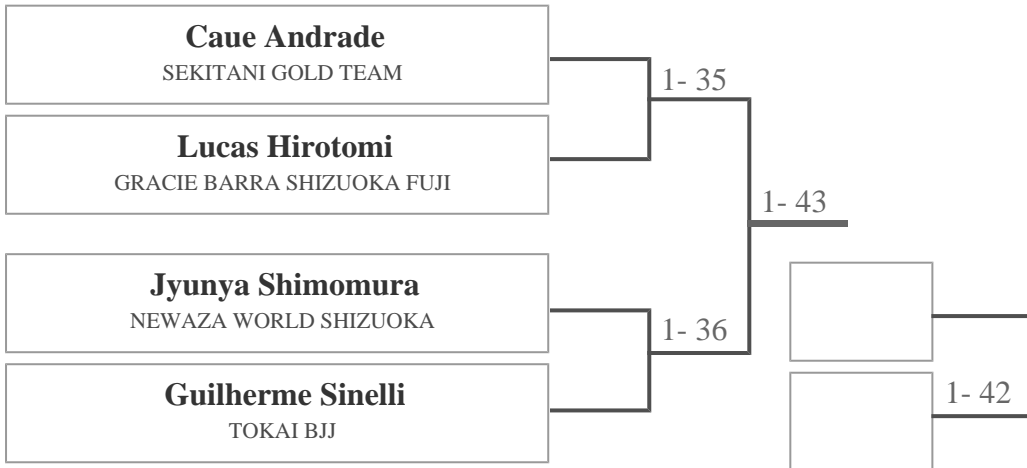 Caue Andrade
SEKITANI GOLD TEAM
1- 35
Lucas Hirotomi
GRACIE BARRA SHIZUOKA FUJI
1- 43
Jyunya Shimomura
NEWAZA WORLD SHIZUOKA
1- 36
Guilherme Sinelli
TOKAI BJJ
1- 42